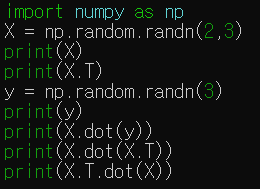 import numpy as np
X = np.random.randn(2,3)
print(X)
print(X.T)
y = np.random.randn(3)
print(y)
print(X.dot(y))
print(X.dot(X.T))
print(X.T.dot(X))